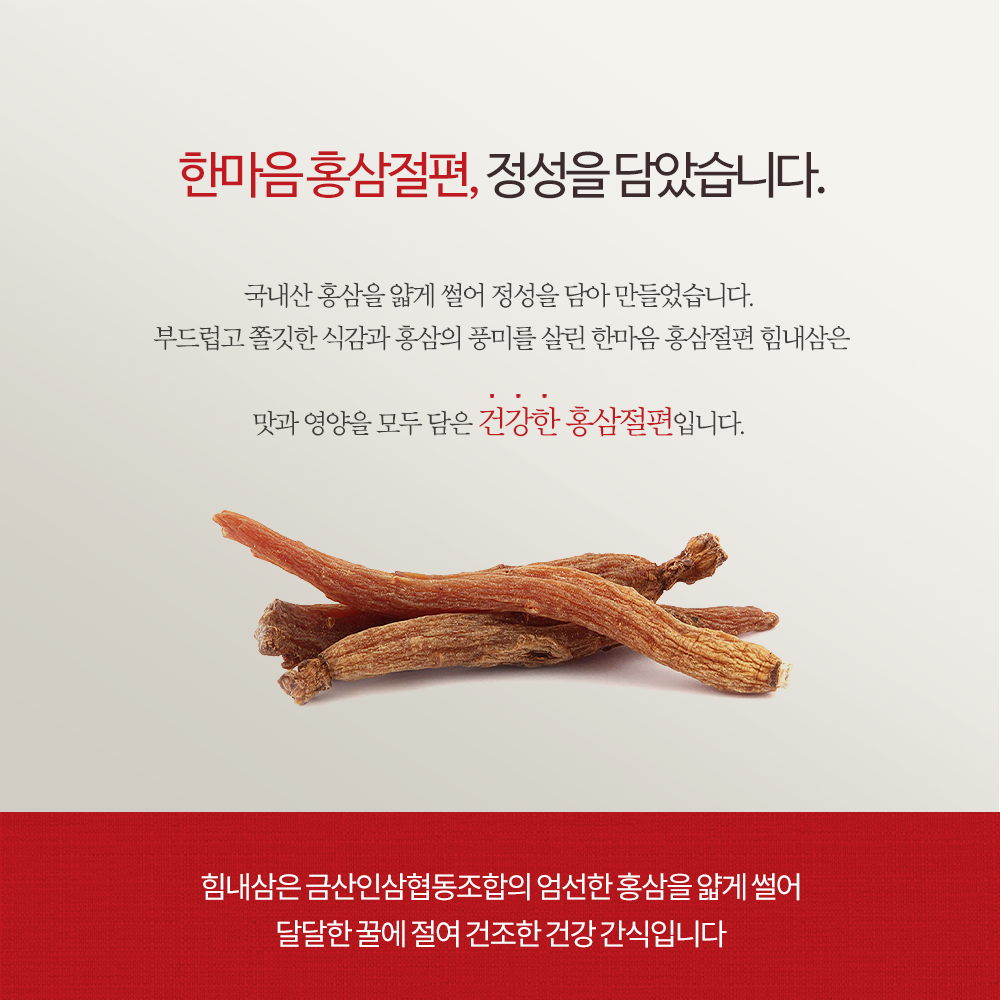 한마음 홍삼절편, 정성을 담았습니다.
국내산 홍삼을 얇게 썰어 정성을 담아 만들었습니다.
부드럽고 쫄깃한 식감과 홍삼의 풍미를 살린 한마음 홍삼절편 힘내삼은
맛과 영양을 모두 담은 건강한 홍삼절편입니다.
힘내삼은 금산인삼협동조합의 엄선한 홍삼을 얇게 썰어
달달한 꿀에 절여 건조한 건강 간식입니다